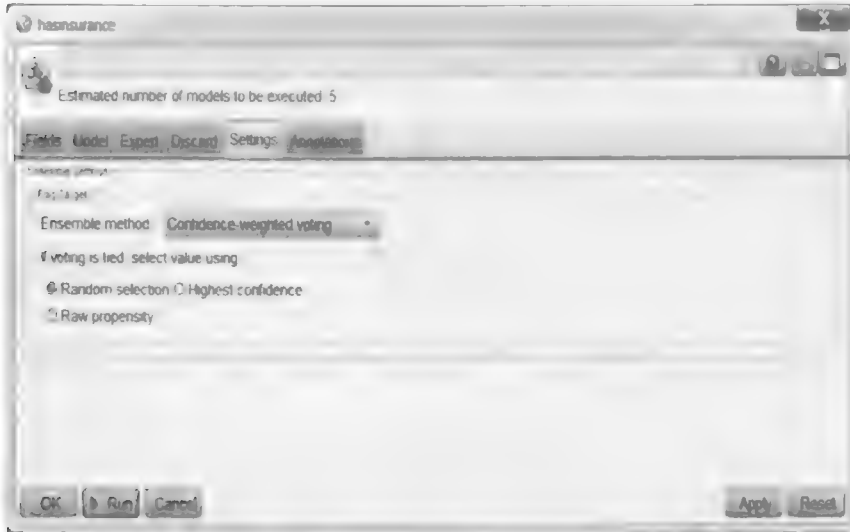 hasinsurance
X
Estimated number of models to be executed 5
Fields Model Expert Discard Settings Annotations
Flag Target
Ensemble method Confidence-weighted voting
If voting is tied select value using
Random selection Highest confidence
Raw propensity
OK Run Cancel Apply Reset